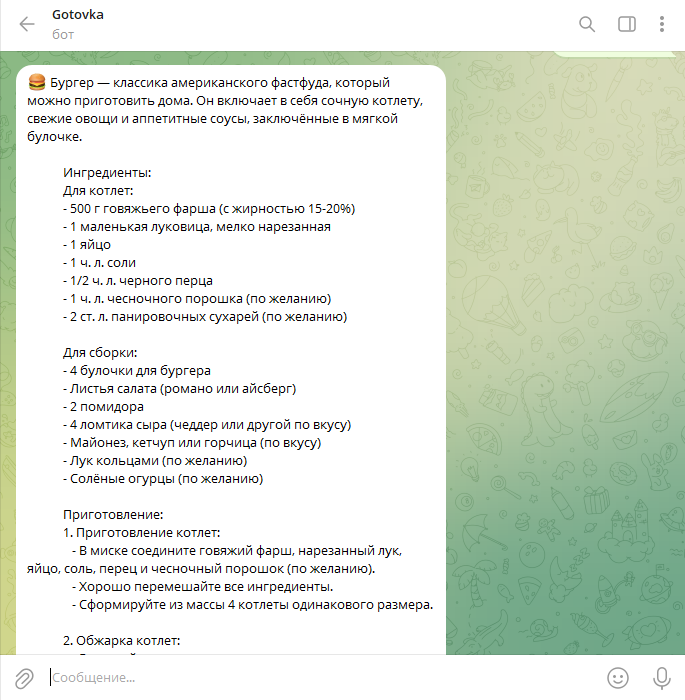 Gotovka
бот
🍔 Бургер — классика американского фастфуда, который
можно приготовить дома. Он включает в себя сочную котлету,
свежие овощи и аппетитные соусы, заключённые в мягкой
булочке.
Ингредиенты:
Для котлет:
- 500 г говяжьего фарша (с жирностью 15-20%)
- 1 маленькая луковица, мелко нарезанная
- 1 яйцо
- 1 ч. л. соли
- 1/2 ч. л. черного перца
- 1 ч. л. чесночного порошка (по желанию)
- 2 ст. л. панировочных сухарей (по желанию)
Для сборки:
- 4 булочки для бургера
- Листья салата (романо или айсберг)
- 2 помидора
- 4 ломтика сыра (чеддер или другой по вкусу)
- Майонез, кетчуп или горчица (по вкусу)
- Лук кольцами (по желанию)
- Солёные огурцы (по желанию)
Приготовление:
1. Приготовление котлет:
- В миске соедините говяжий фарш, нарезанный лук,
яйцо, соль, перец и чесночный порошок (по желанию).
- Хорошо перемешайте все ингредиенты.
- Сформируйте из массы 4 котлеты одинакового размера.
2. Обжарка котлет:
Сообщение...